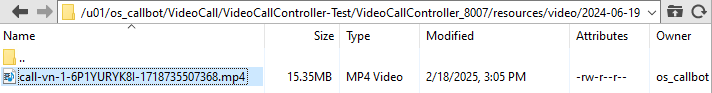 /u01/os_callbot/VideoCall/VideoCallController-Test/VideoCallController_8007/resources/video/2024-06-19
Name Size Type Modified Attributes Owner
..
call-vn-1-6P1YURYK8I-1718735507368.mp4 15.35MB MP4 Video 2/18/2025, 3:05 PM -rw-r--r-- os_callbot